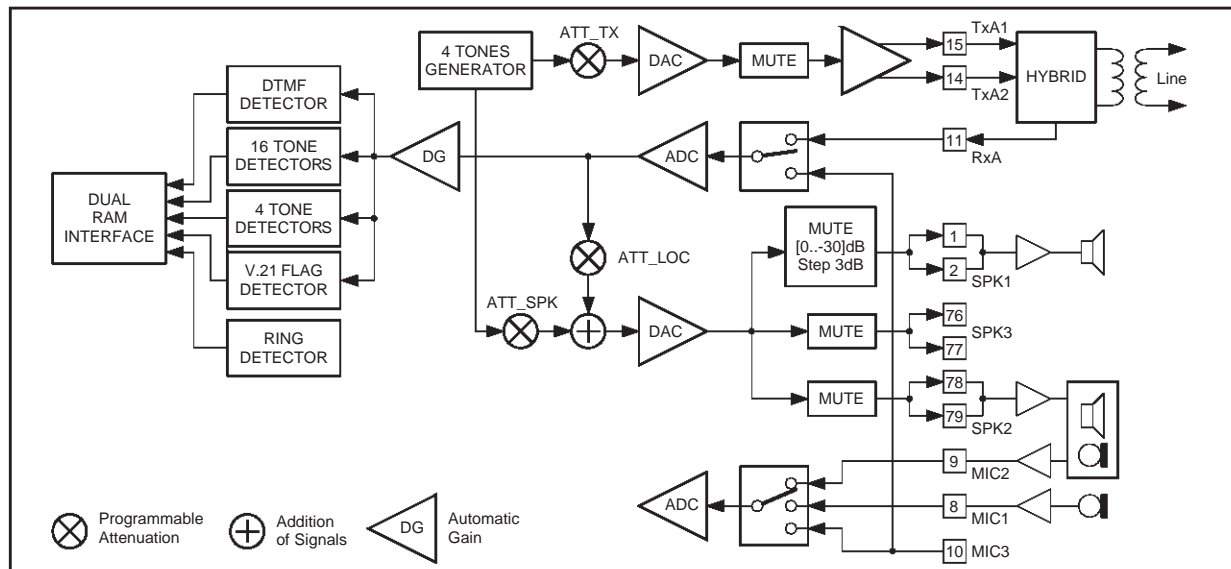 ATT_TX
4 TONES
GENERATOR
DAC
MUTE
15
TxA1
14
TxA2
HYBRID
Line
DTMF
DETECTOR
16 TONE
DETECTORS
4 TONE
DETECTORS
V.21 FLAG
DETECTOR
RING
DETECTOR
DUAL
RAM
INTERFACE
DG
ADC
11
RxA
ATT_LOC
ATT_SPK
DAC
MUTE
[0..-30]dB
Step 3dB
1
2
SPK1
MUTE
76
77
SPK3
MUTE
78
79
SPK2
ADC
9
MIC2
8
MIC1
10
MIC3
Programmable
Attenuation
Addition
of Signals
DG
Automatic
Gain